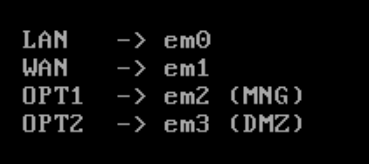 LAN -> em0
WAN -> em1
OPT1 -> em2 (MNG)
OPT2 -> em3 (DMZ)